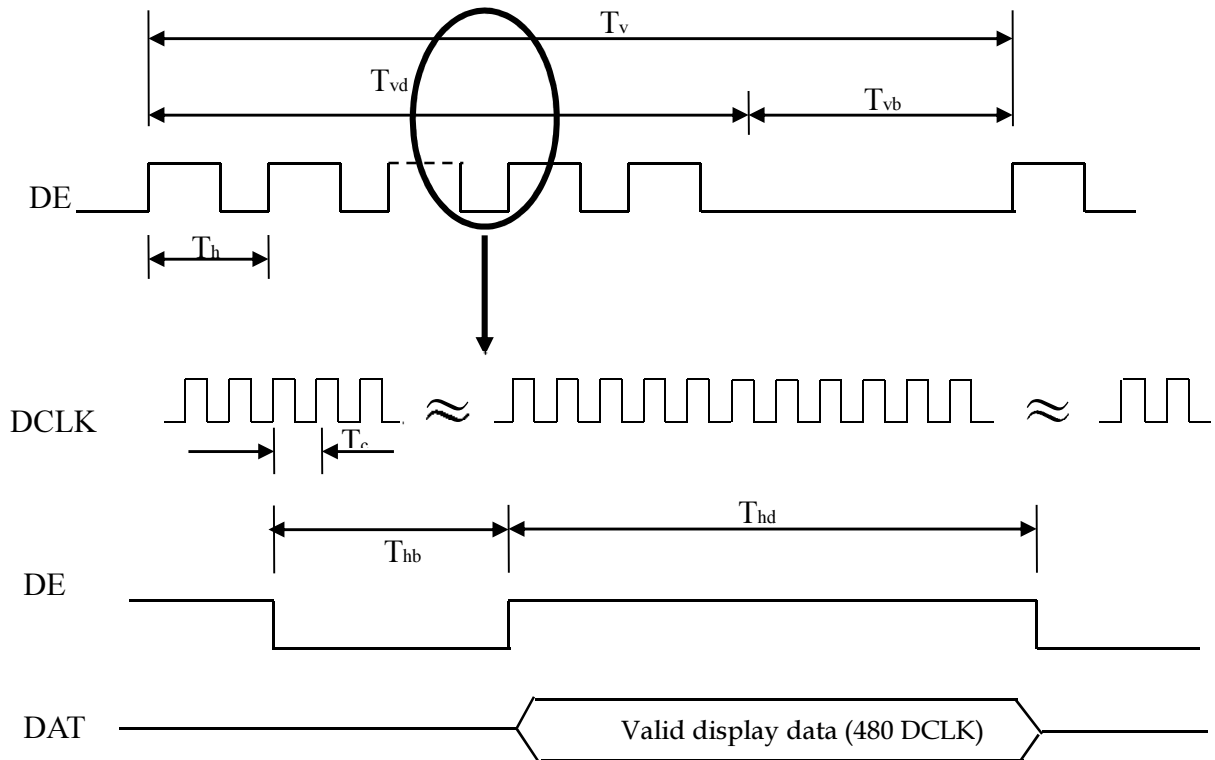 Tv
Tvd
Tvb
DE
Th
DCLK
Tc
Thd
Thb
DE
DAT
Valid display data (480 DCLK)